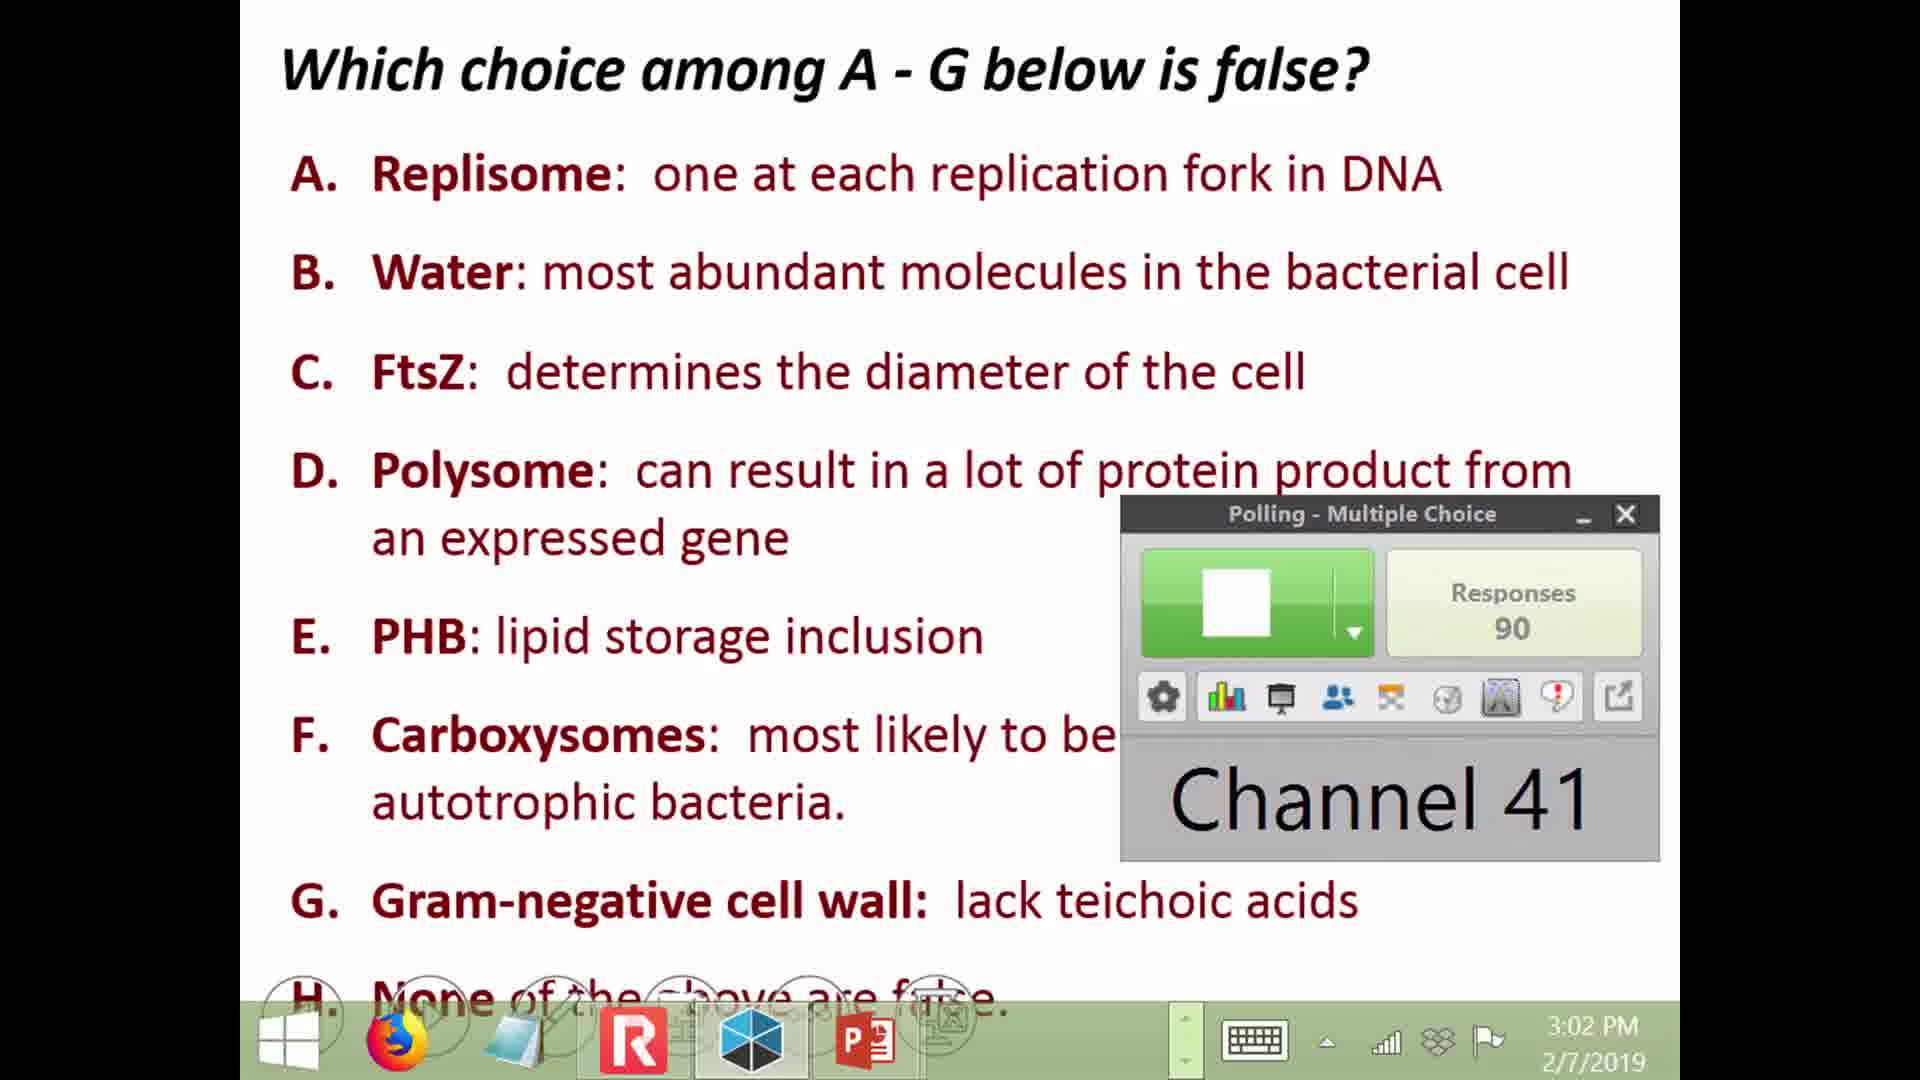 Which choice among A - G below is false?
A. Replisome: one at each replication fork in DNA
B. Water: most abundant molecules in the bacterial cell
C. FtsZ: determines the diameter of the cell
D. Polysome: can result in a lot of protein product from
an expressed gene
Polling - Multiple Choice
Responses
90
E. PHB: lipid storage inclusion
F. Carboxysomes: most likely to be
autotrophic bacteria.
Channel 41
G. Gram-negative cell wall: lack teichoic acids
H. None of the above are false.
3:02 PM
2/7/2019